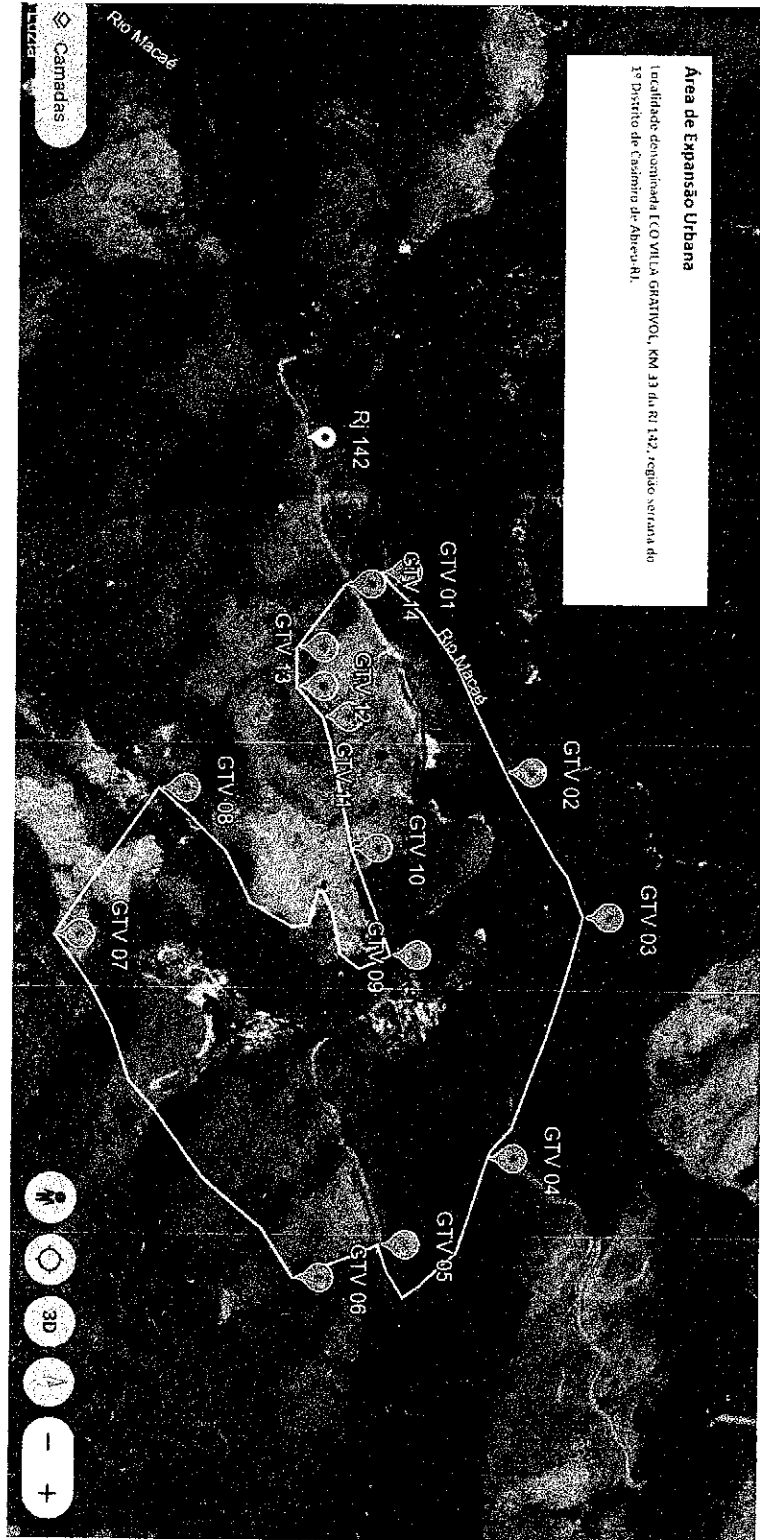 Área de Expansão Urbana
Localidade denominada ECO VILLA GRATIVOL, KM 33 da RJ 142, região serrana do
1º Distrito de Casimiro de Abreu-RJ.
GTV 03
GTV 02
GTV 04
GTV 01
Rio Macaé
GTV 14
GTV 05
RJ 142
GTV 10
GTV 09
GTV 12
GTV 11
GTV 06
GTV 13
GTV 08
GTV 07
Rio Macaé
Camadas
3D